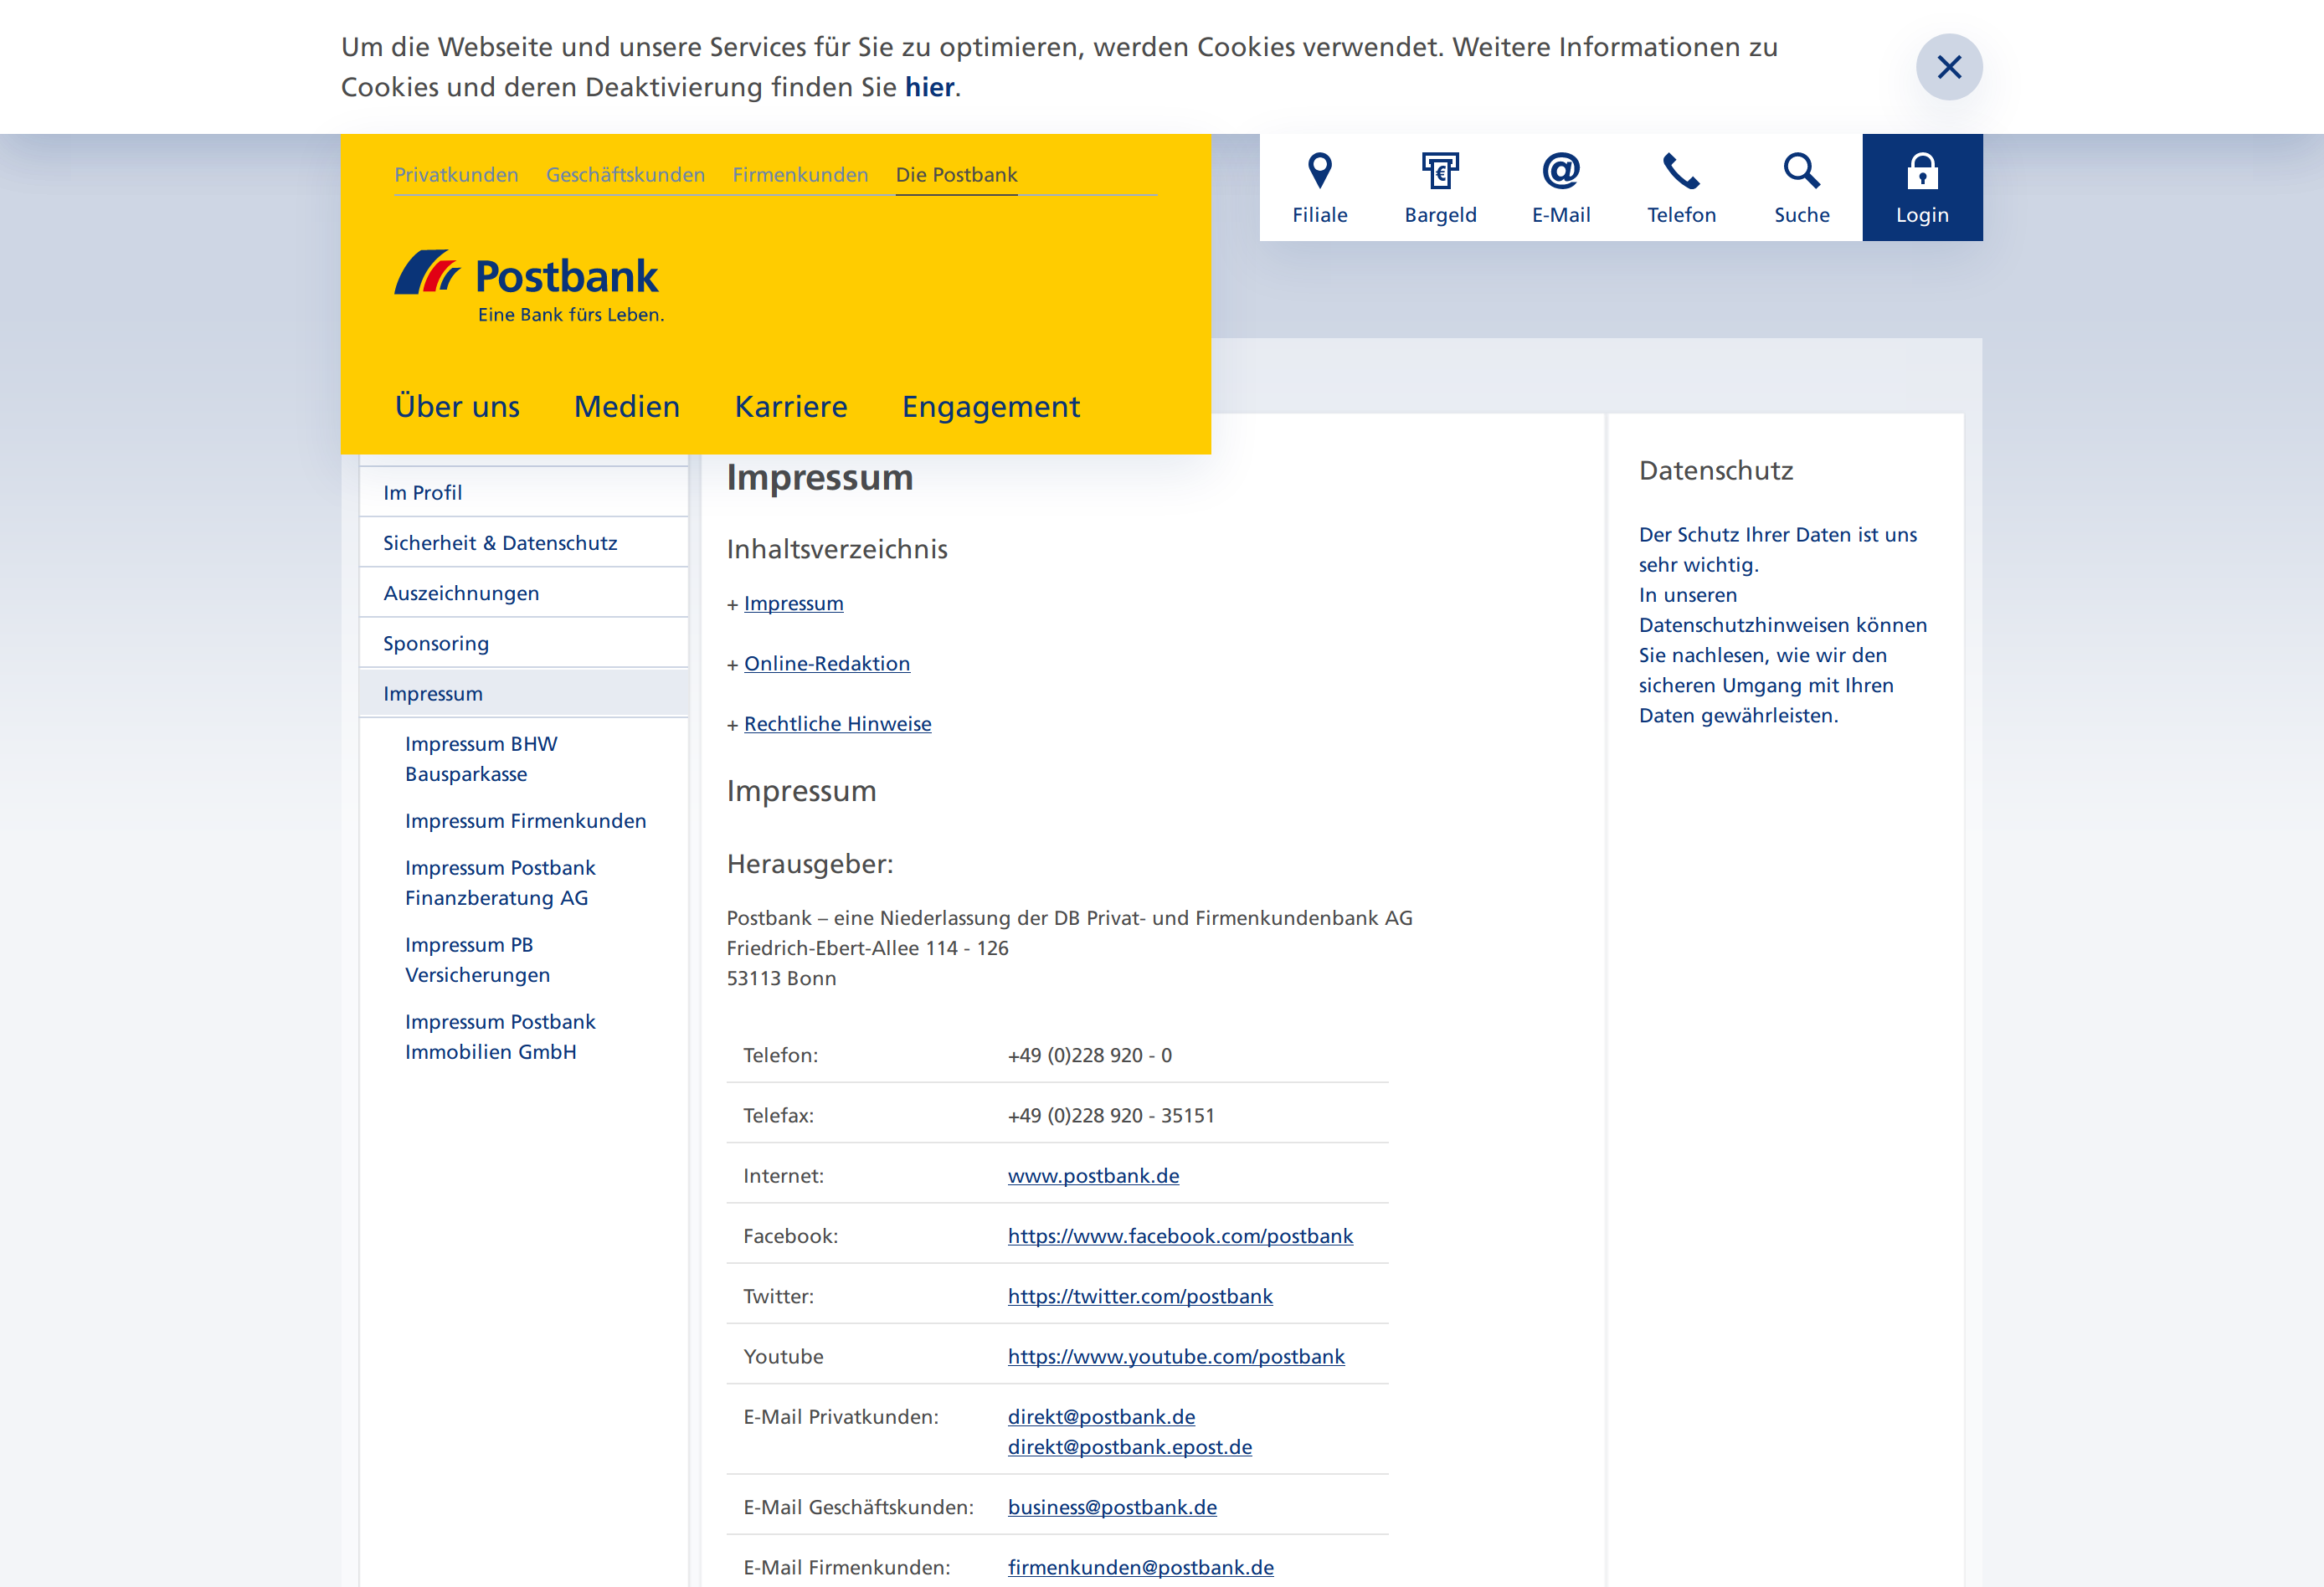 Um die Webseite und unsere Services für Sie zu optimieren, werden Cookies verwendet. Weitere Informationen zu
Cookies und deren Deaktivierung finden Sie hier.
Privatkunden Geschäftskunden Firmenkunden Die Postbank
Filiale Bargeld E-Mail Telefon Suche Login
Postbank
Eine Bank fürs Leben.
Über uns Medien Karriere Engagement
Im Profil
Sicherheit & Datenschutz
Auszeichnungen
Sponsoring
Impressum
Impressum BHW
Bausparkasse
Impressum Firmenkunden
Impressum Postbank
Finanzberatung AG
Impressum PB
Versicherungen
Impressum Postbank
Immobilien GmbH
Impressum
Inhaltsverzeichnis
+ Impressum
+ Online-Redaktion
+ Rechtliche Hinweise
Impressum
Herausgeber:
Postbank – eine Niederlassung der DB Privat- und Firmenkundenbank AG
Friedrich-Ebert-Allee 114 - 126
53113 Bonn
Telefon: +49 (0)228 920 - 0
Telefax: +49 (0)228 920 - 35151
Internet: www.postbank.de
Facebook: https://www.facebook.com/postbank
Twitter: https://twitter.com/postbank
Youtube https://www.youtube.com/postbank
E-Mail Privatkunden: direkt@postbank.de
direkt@postbank.epost.de
E-Mail Geschäftskunden: business@postbank.de
E-Mail Firmenkunden: firmenkunden@postbank.de
Datenschutz
Der Schutz Ihrer Daten ist uns
sehr wichtig.
In unseren
Datenschutzhinweisen können
Sie nachlesen, wie wir den
sicheren Umgang mit Ihren
Daten gewährleisten.